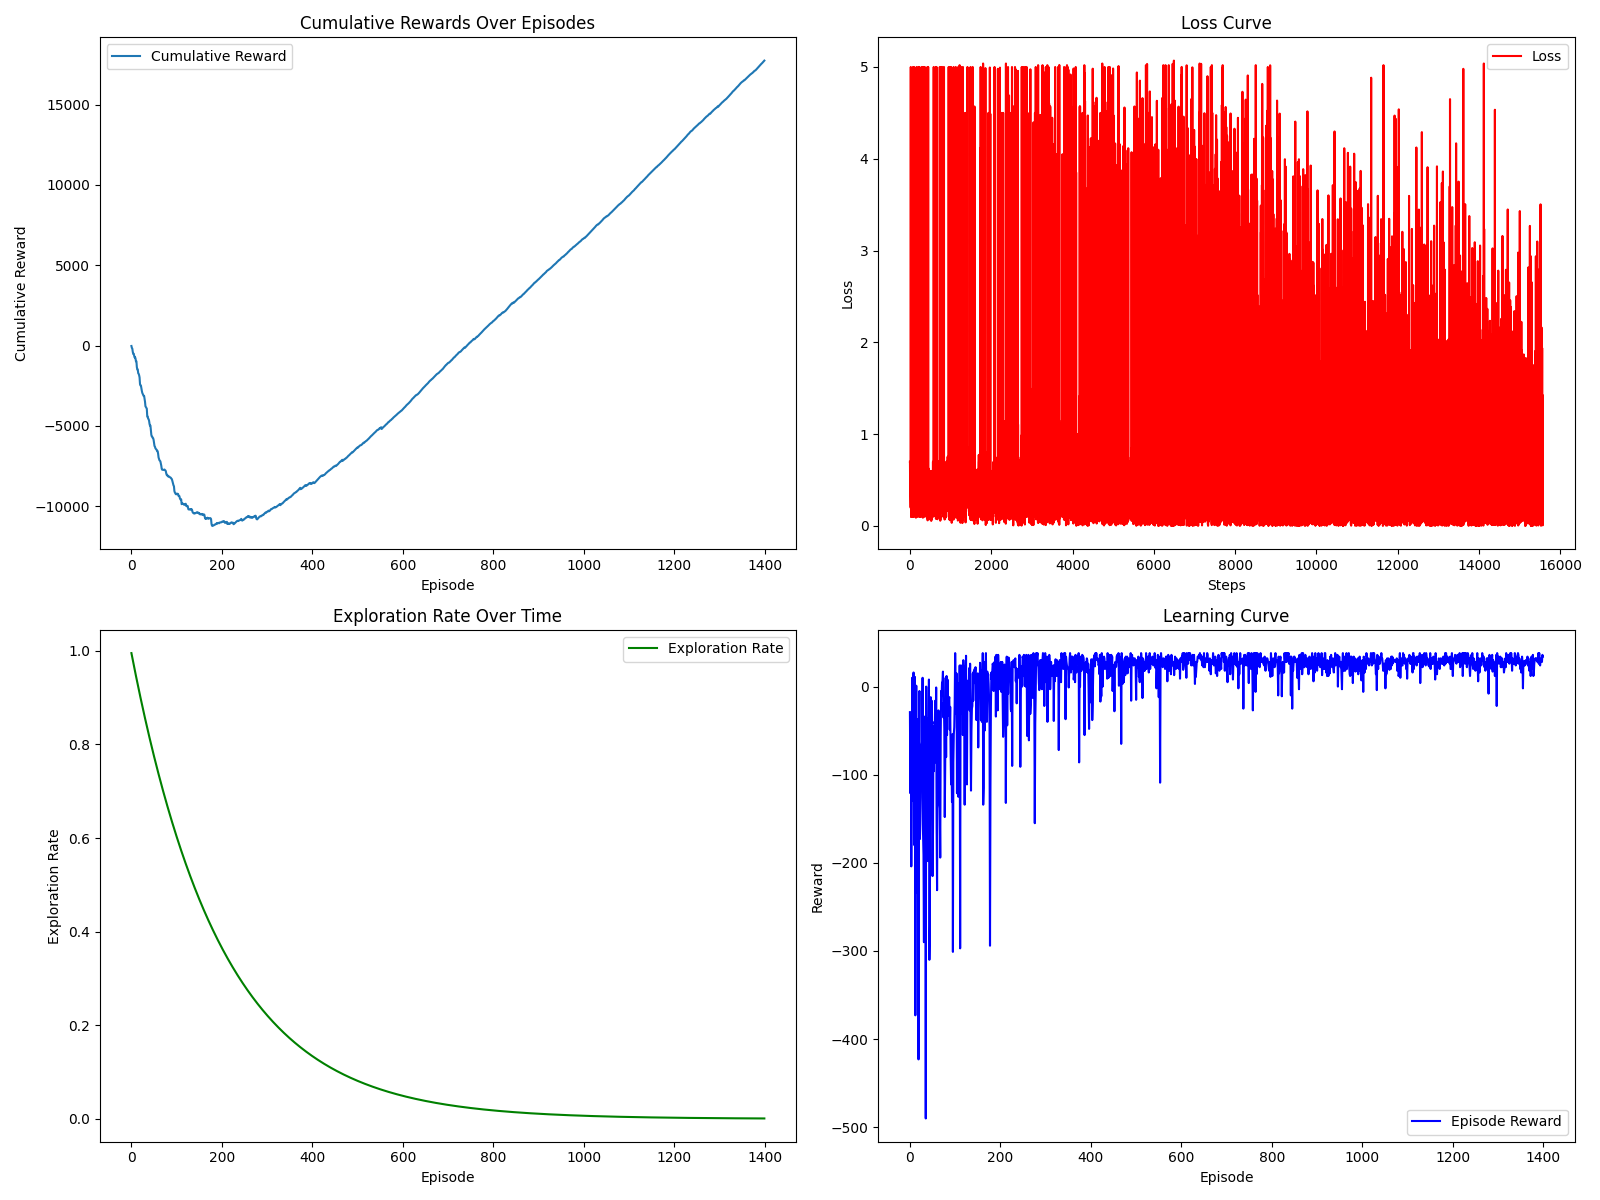 Cumulative Rewards Over Episodes
Cumulative Reward
15000
10000
5000
0
−5000
−10000
Cumulative Reward
0 200 400 600 800 1000 1200 1400
Episode
Loss Curve
Loss
5
4
3
2
1
0
Loss
0 2000 4000 6000 8000 10000 12000 14000 16000
Steps
Exploration Rate Over Time
Exploration Rate
1.0
0.8
0.6
0.4
0.2
0.0
Exploration Rate
0 200 400 600 800 1000 1200 1400
Episode
Learning Curve
0
−100
−200
−300
−400
−500
Reward
Episode Reward
0 200 400 600 800 1000 1200 1400
Episode